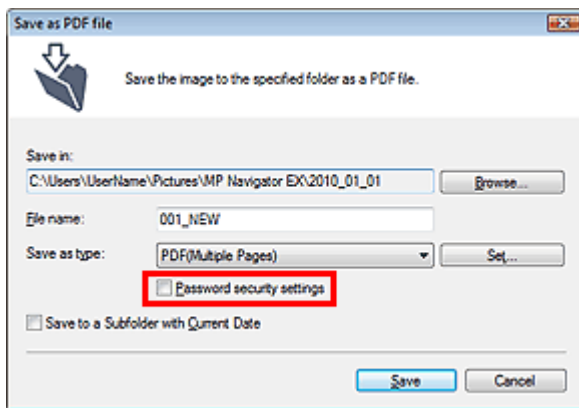 Save as PDF file
Save the image to the specified folder as a PDF file.
Save in:
C:\Users\UserName\Pictures\MP Navigator EX\2010_01_01
Browse...
File name:
001_NEW
Save as type:
PDF(Multiple Pages)
Set...
Password security settings
Save to a Subfolder with Current Date
Save
Cancel